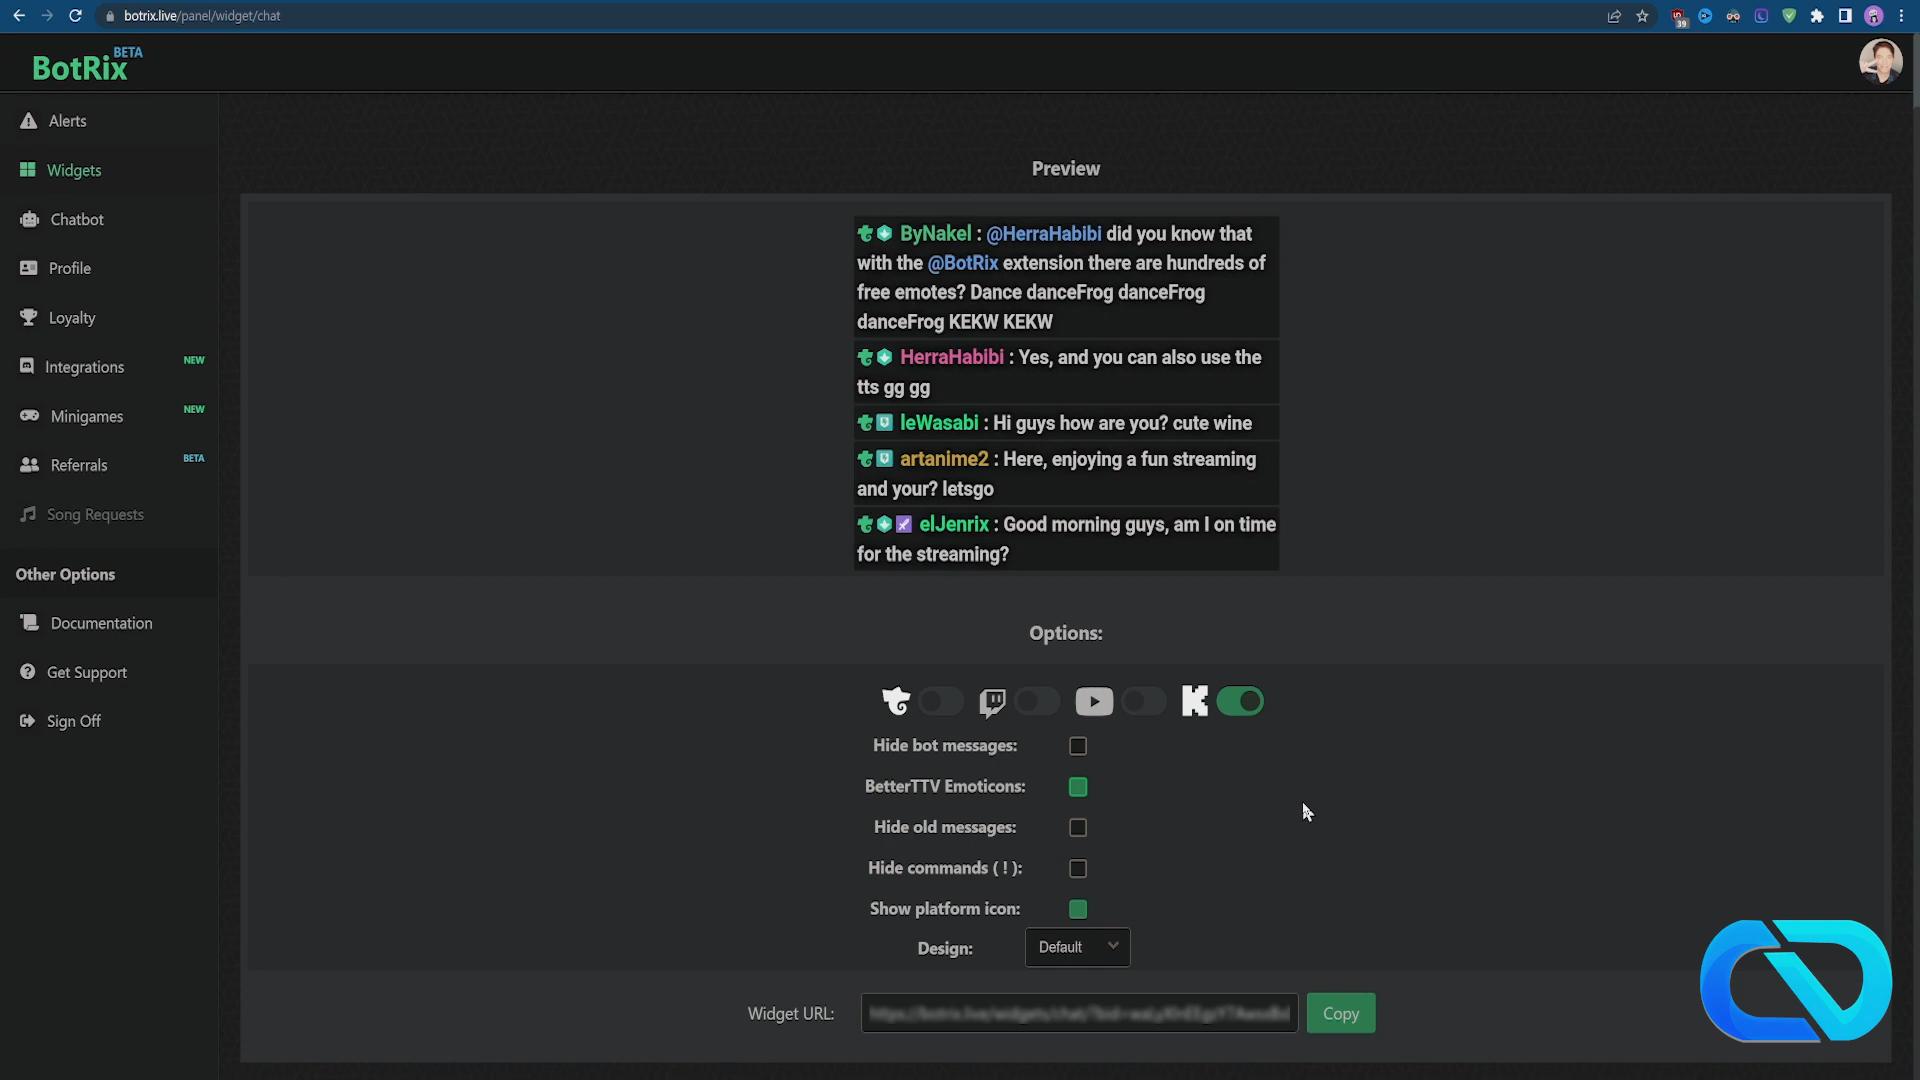 botrix.live/panel/widget/chat
39
BotRix
BETA
Alerts
Widgets
Chatbot
Profile
Loyalty
Integrations
NEW
Minigames
NEW
Referrals
BETA
Song Requests
Other Options
Documentation
Get Support
Sign Off
Preview
ByNakel : @HerraHabibi did you know that
with the @BotRix extension there are hundreds of
free emotes? Dance danceFrog danceFrog
danceFrog KEKW KEKW
HerraHabibi : Yes, and you can also use the
tts gg gg
leWasabi : Hi guys how are you? cute wine
artanime2 : Here, enjoying a fun streaming
and your? letsgo
elJenrix : Good morning guys, am I on time
for the streaming?
Options:
Hide bot messages:
BetterTTV Emoticons:
Hide old messages:
Hide commands ( ! ):
Show platform icon:
Design:
Default
Widget URL:
Copy